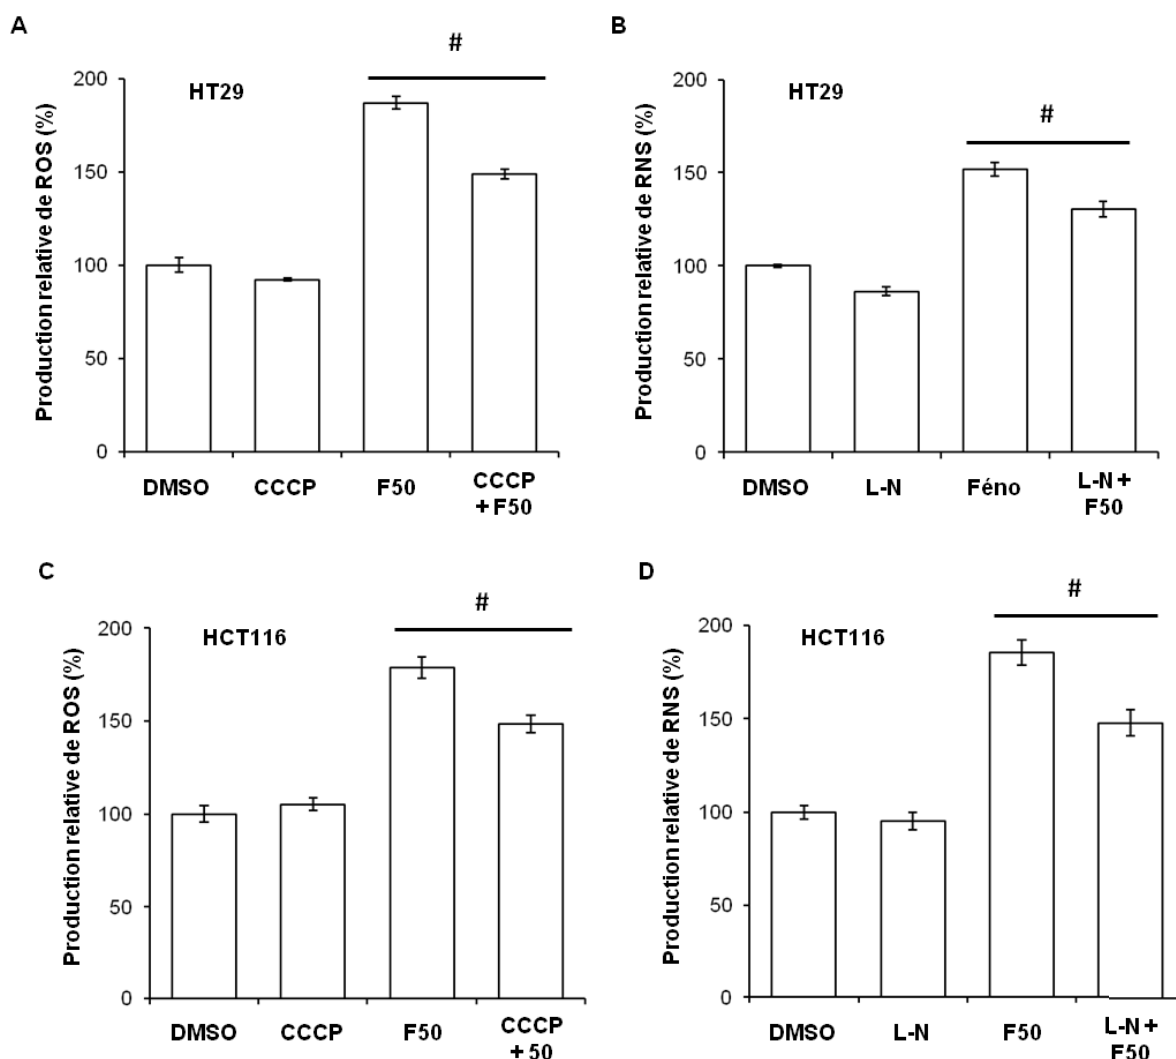 A
#
HT29
Production relative de ROS (%)
200
150
100
50
0
DMSO
CCCP
F50
CCCP
+ F50
B
#
HT29
Production relative de RNS (%)
200
150
100
50
0
DMSO
L-N
Féno
L-N +
F50
C
#
HCT116
Production relative de ROS (%)
200
150
100
50
0
DMSO
CCCP
F50
CCCP
+ 50
D
#
HCT116
Production relative de RNS (%)
200
150
100
50
0
DMSO
L-N
F50
L-N +
F50